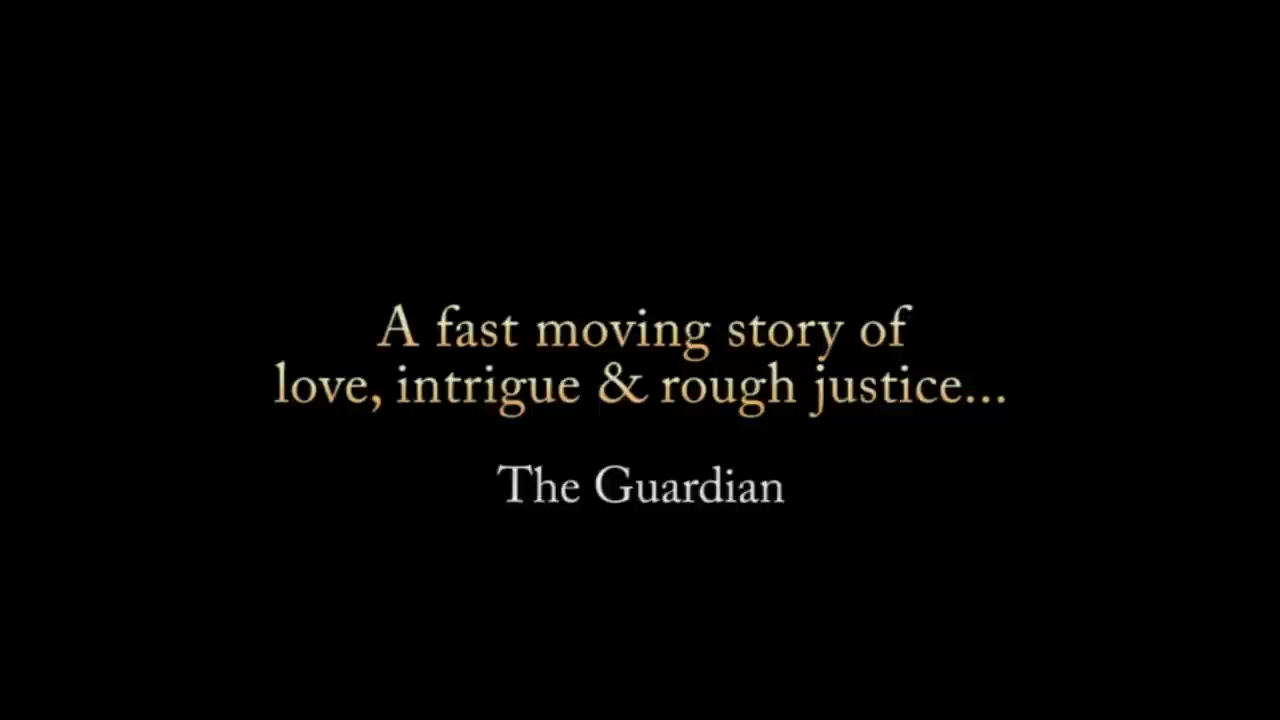 A fast moving story of
love, intrigue & rough justice...
The Guardian